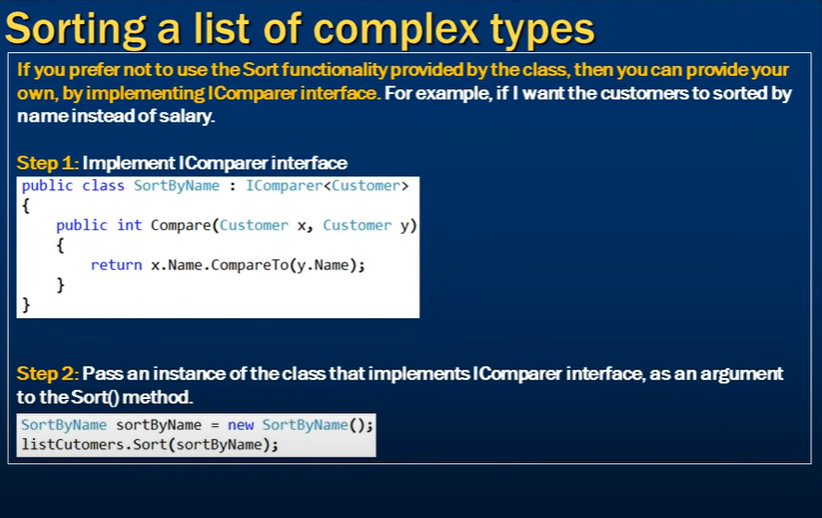 Sorting a list of complex types
If you prefer not to use the Sort functionality provided by the class, then you can provide your
own, by implementing IComparer interface. For example, if I want the customers to sorted by
name instead of salary.
Step 1: Implement IComparer interface
public class SortByName : IComparer<Customer>
{
public int Compare(Customer x, Customer y)
{
return x.Name.CompareTo(y.Name);
}
}
Step 2: Pass an instance of the class that implements IComparer interface, as an argument
to the Sort() method.
SortByName sortByName = new SortByName();
listCutomers.Sort(sortByName);